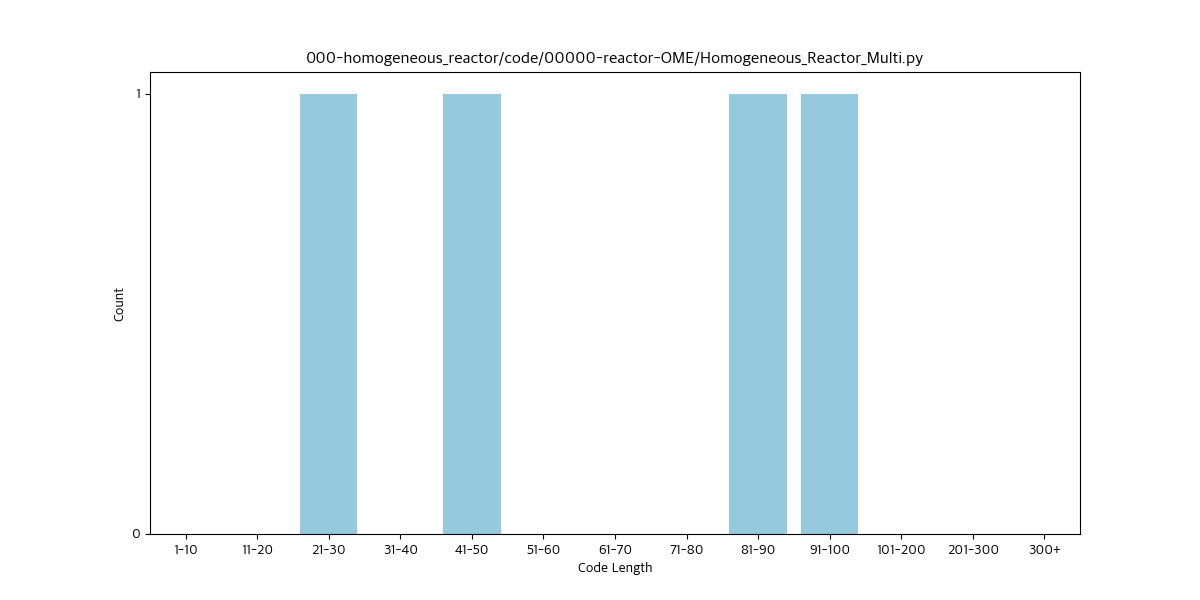 000-homogeneous_reactor/code/00000-reactor-OME/Homogeneous_Reactor_Multi.py
1
Count
0
1-10 11-20 21-30 31-40 41-50 51-60 61-70 71-80 81-90 91-100 101-200 201-300 300+
Code Length